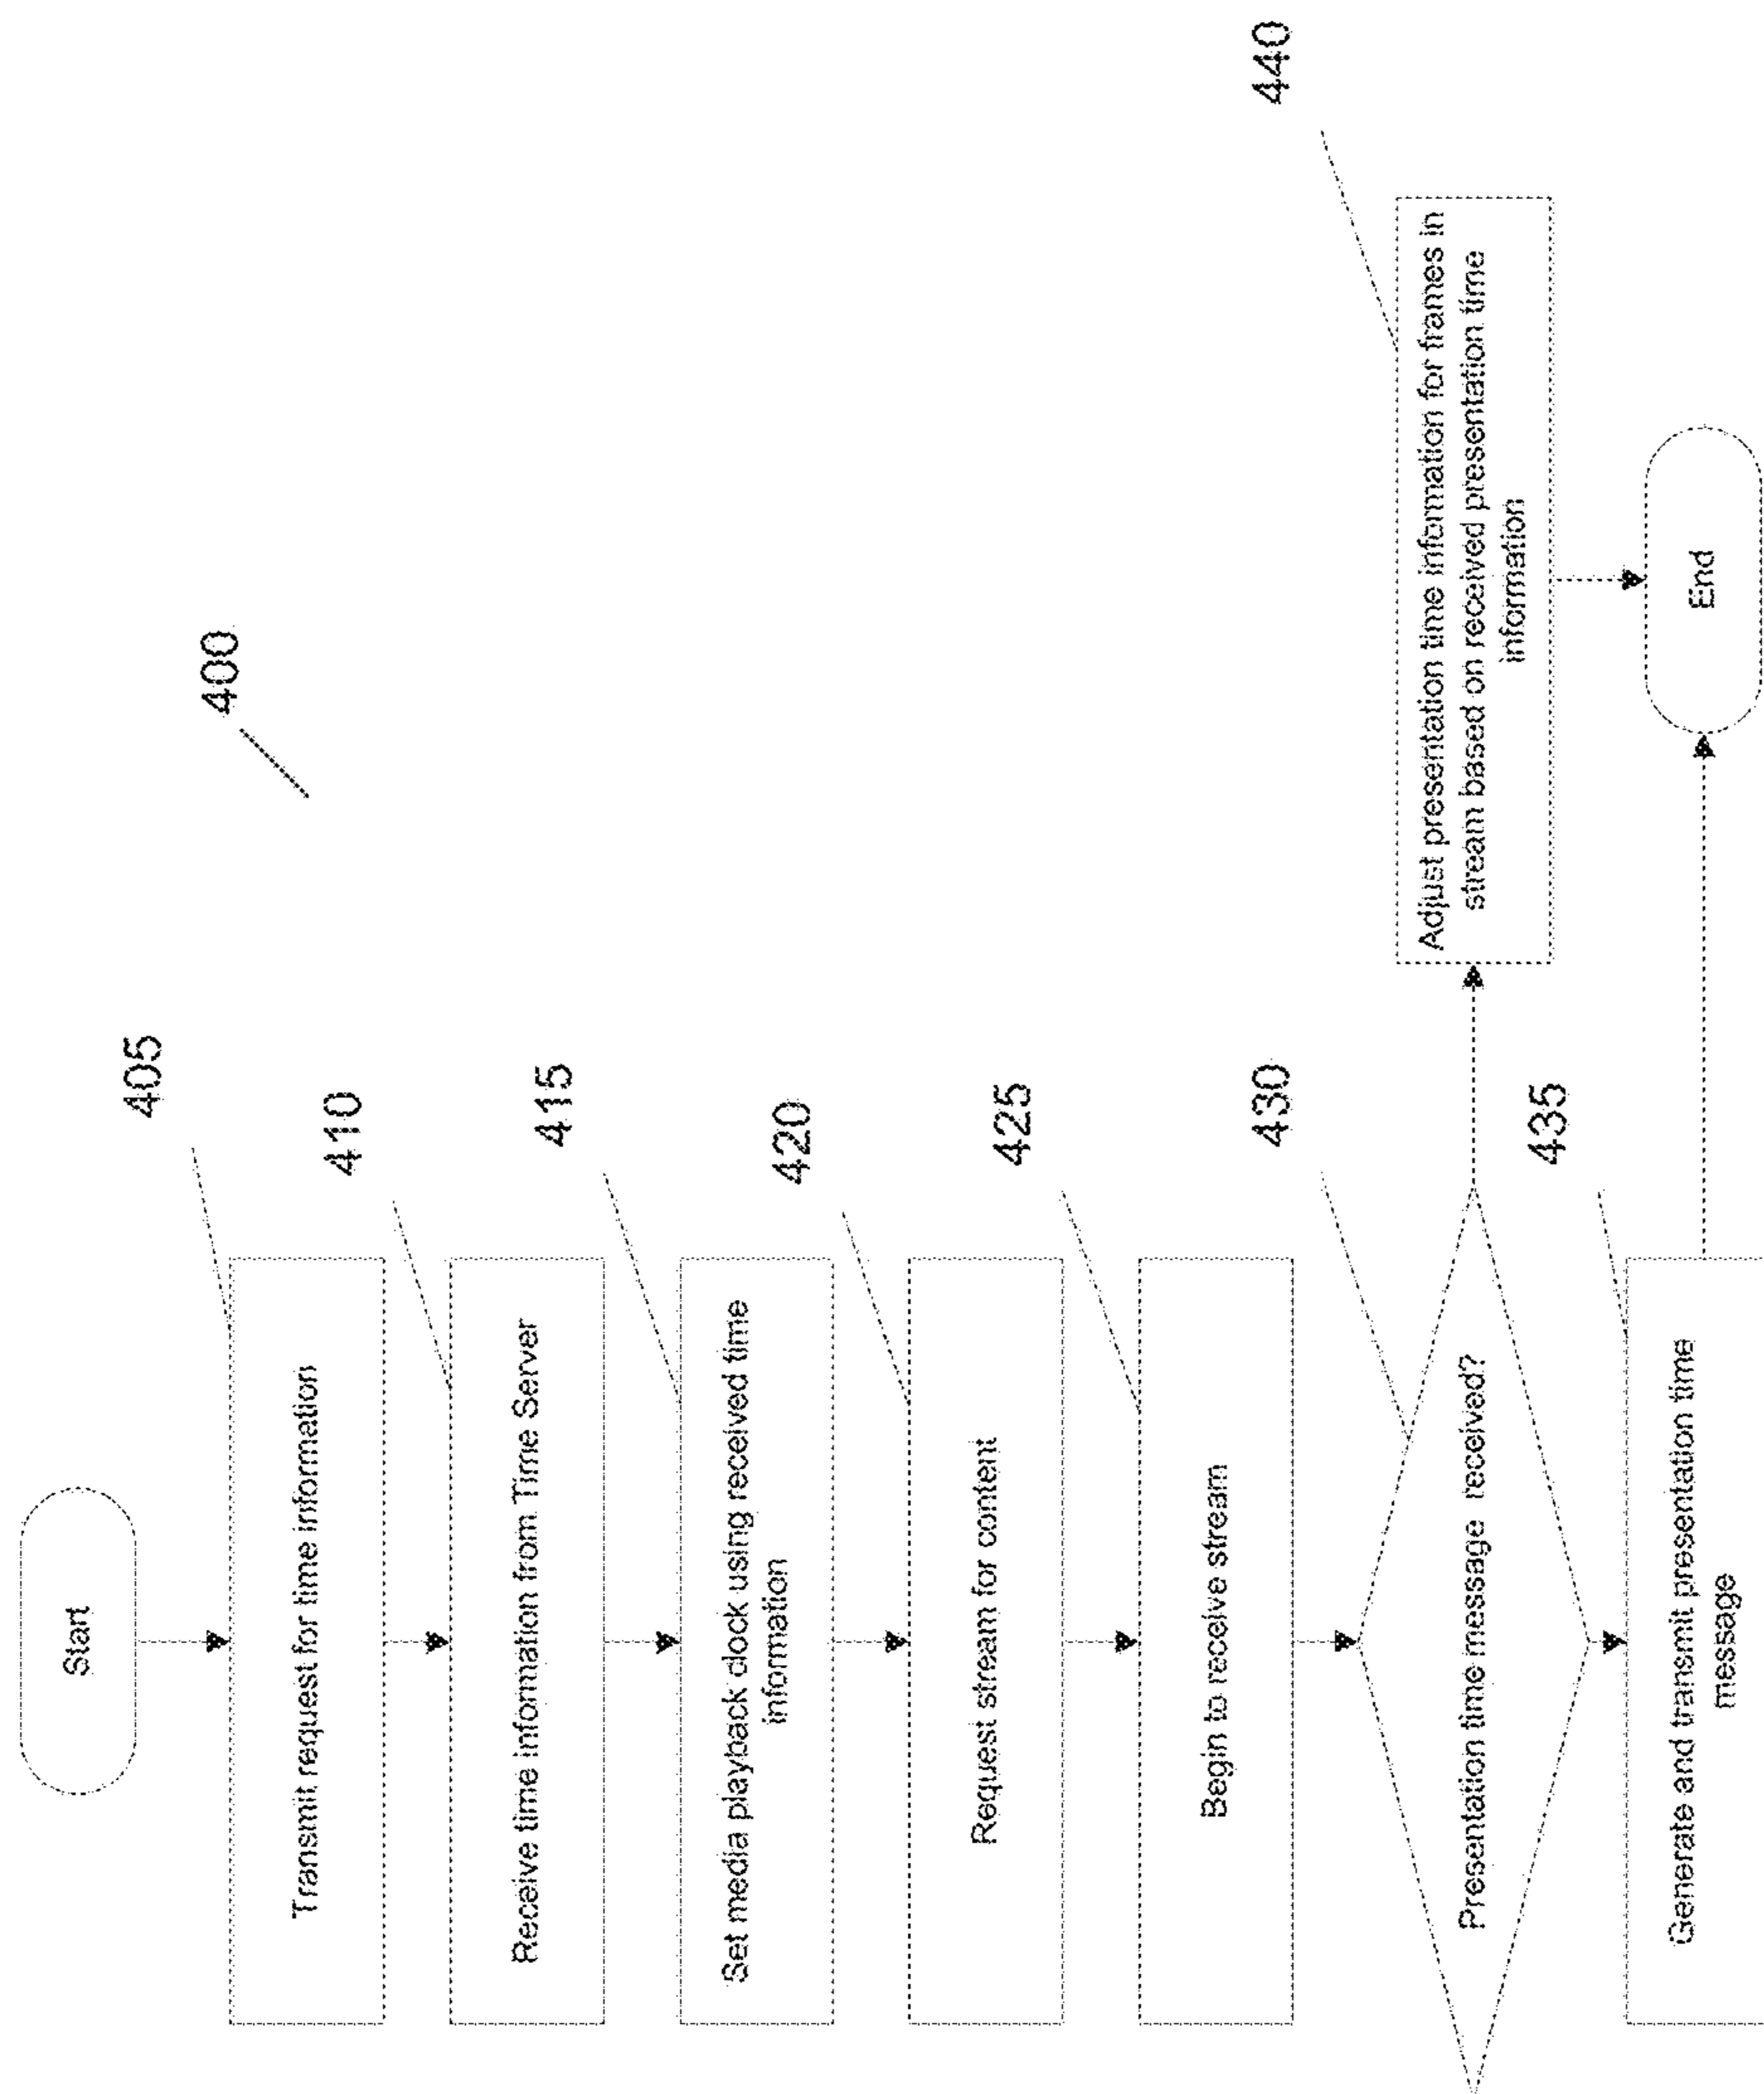 400
Start
405
Transmit request for time information
410
Receive time information from Time Server
415
Set media playback clock using received time
information
420
Request stream for content
425
Begin to receive stream
430
Presentation time message received?
440
Adjust presentation time information for frames in
stream based on received presentation time
information
435
Generate and transmit presentation time
message
End